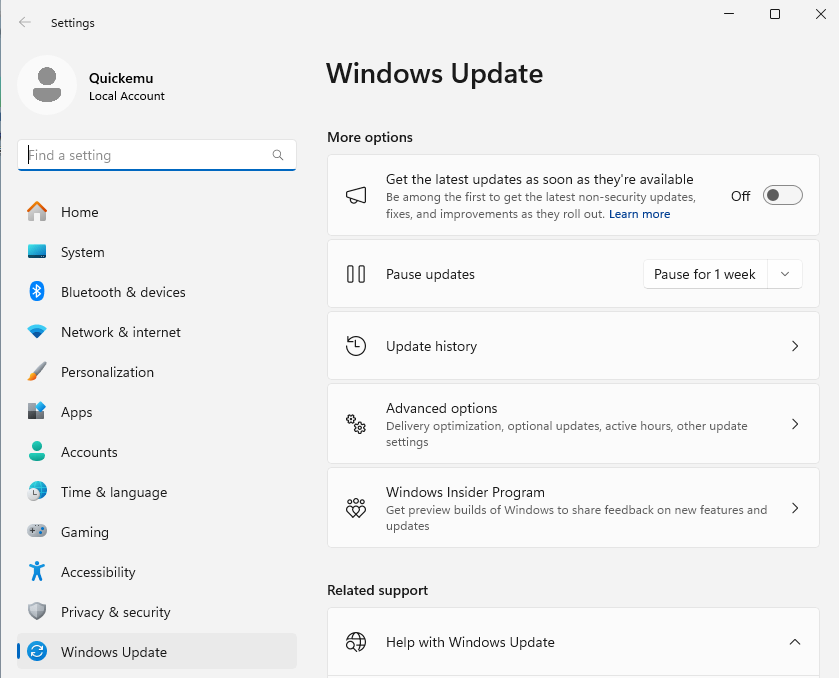 Settings
Quickemu
Local Account
Find a setting
Home
System
Bluetooth & devices
Network & internet
Personalization
Apps
Accounts
Time & language
Gaming
Accessibility
Privacy & security
Windows Update
Windows Update
More options
Get the latest updates as soon as they're available
Be among the first to get the latest non-security updates,
fixes, and improvements as they roll out. Learn more
Off
Pause updates
Pause for 1 week
Update history
Advanced options
Delivery optimization, optional updates, active hours, other update
settings
Windows Insider Program
Get preview builds of Windows to share feedback on new features and
updates
Related support
Help with Windows Update